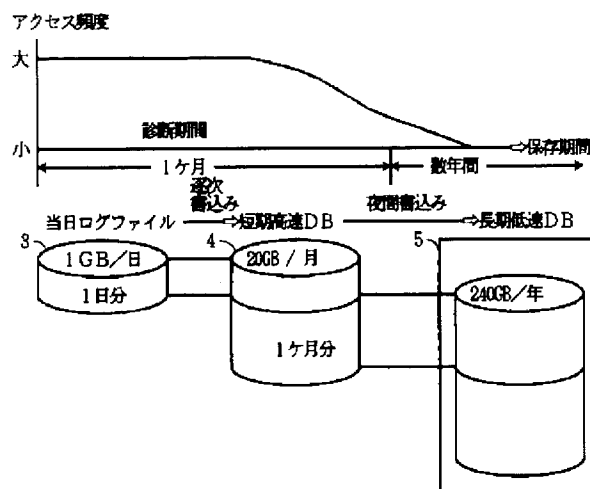 アクセス頻度
大
小
診断期間
⇨保存期間
1ヶ月
数年間
逐次
書込み
夜間書込み
当日ログファイル
短期高速DB
長期低速DB
3
4
5
1GB/日
20GB/月
240GB/年
1日分
1ヶ月分